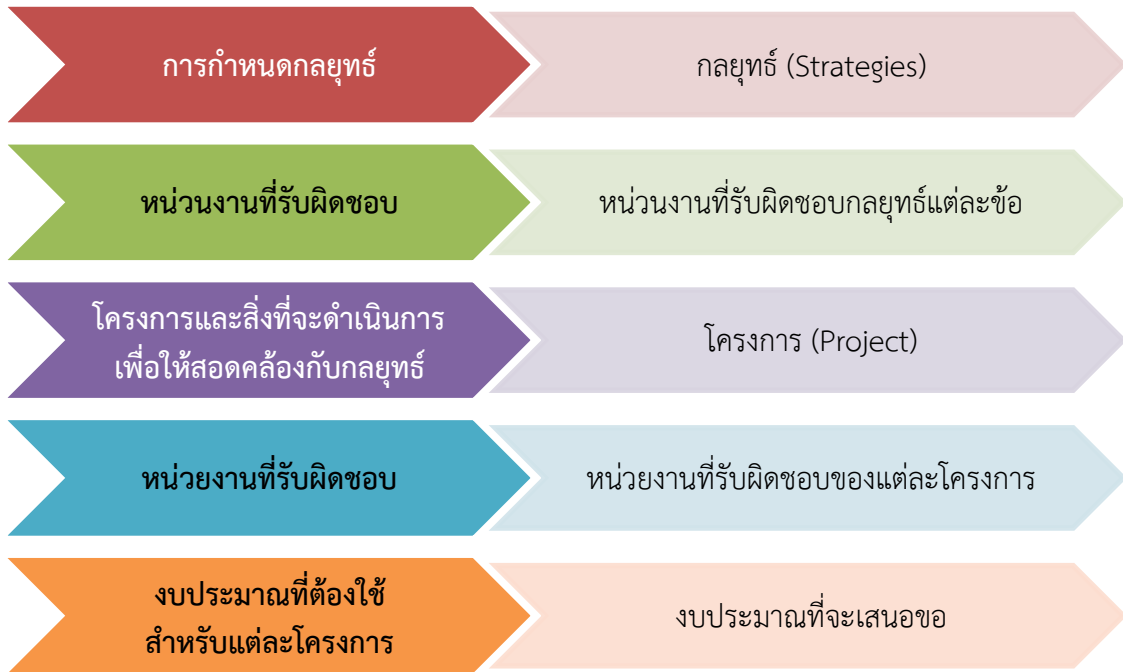 การกำหนดกลยุทธ์
กลยุทธ์ (Strategies)
หน่วนงานที่รับผิดชอบ
หน่วนงานที่รับผิดชอบกลยุทธ์แต่ละข้อ
โครงการและสิ่งที่จะดำเนินการ
เพื่อให้สอดคล้องกับกลยุทธ์
โครงการ (Project)
หน่วยงานที่รับผิดชอบ
หน่วยงานที่รับผิดชอบของแต่ละโครงการ
งบประมาณที่ต้องใช้
สำหรับแต่ละโครงการ
งบประมาณที่จะเสนอขอ